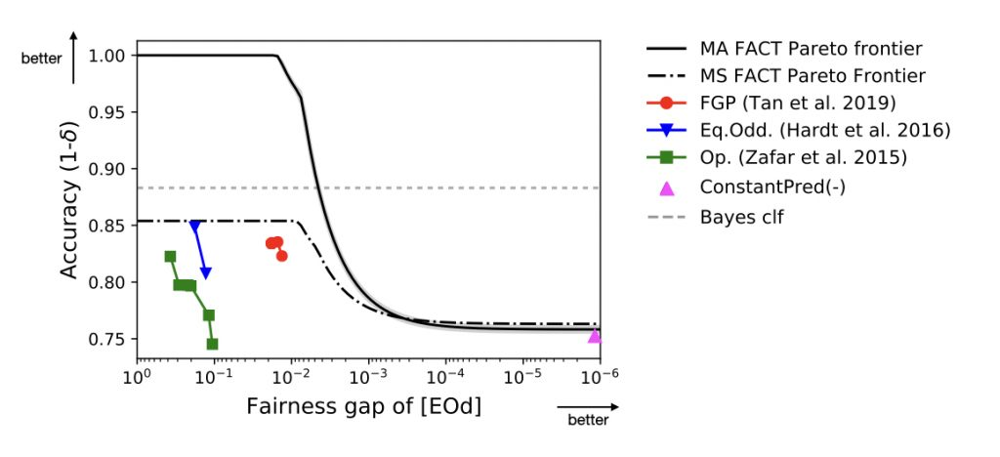 better
1.00
0.95
0.90
0.85
0.80
0.75
Accuracy (1-δ)
10⁰ 10⁻¹ 10⁻² 10⁻³ 10⁻⁴ 10⁻⁵ 10⁻⁶
Fairness gap of [EOd]
better
MA FACT Pareto frontier
MS FACT Pareto Frontier
FGP (Tan et al. 2019)
Eq.Odd. (Hardt et al. 2016)
Op. (Zafar et al. 2015)
ConstantPred(-)
Bayes clf